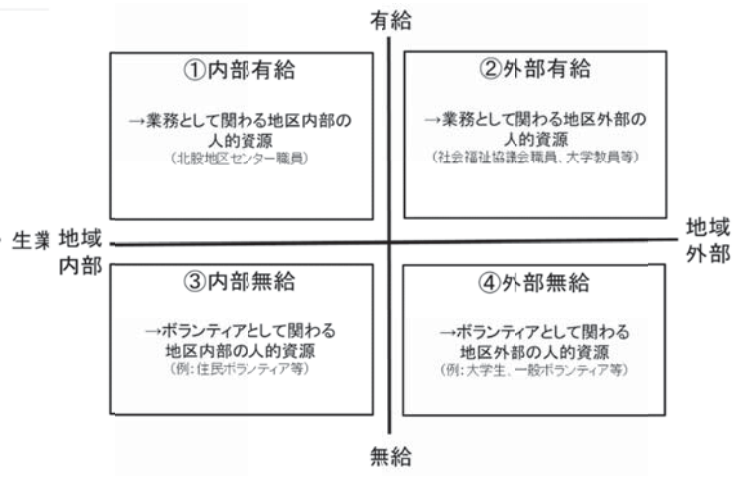 有給
①内部有給
→業務として関わる地区内部の
人的資源
(北股地区センター職員)
②外部有給
→業務として関わる地区外部の
人的資源
(社会福祉協議会職員、大学教員等)
・生業
地域
内部
地域
外部
③内部無給
→ボランティアとして関わる
地区内部の人的資源
(例:住民ボランティア等)
④外部無給
→ボランティアとして関わる
地区外部の人的資源
(例:大学生、一般ボランティア等)
無給